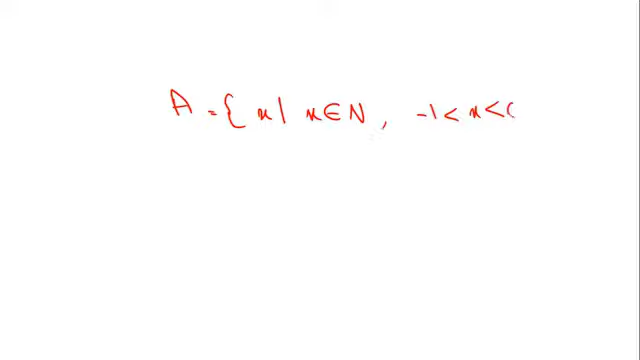 A = { x | x ∈ N , -1 < x < (